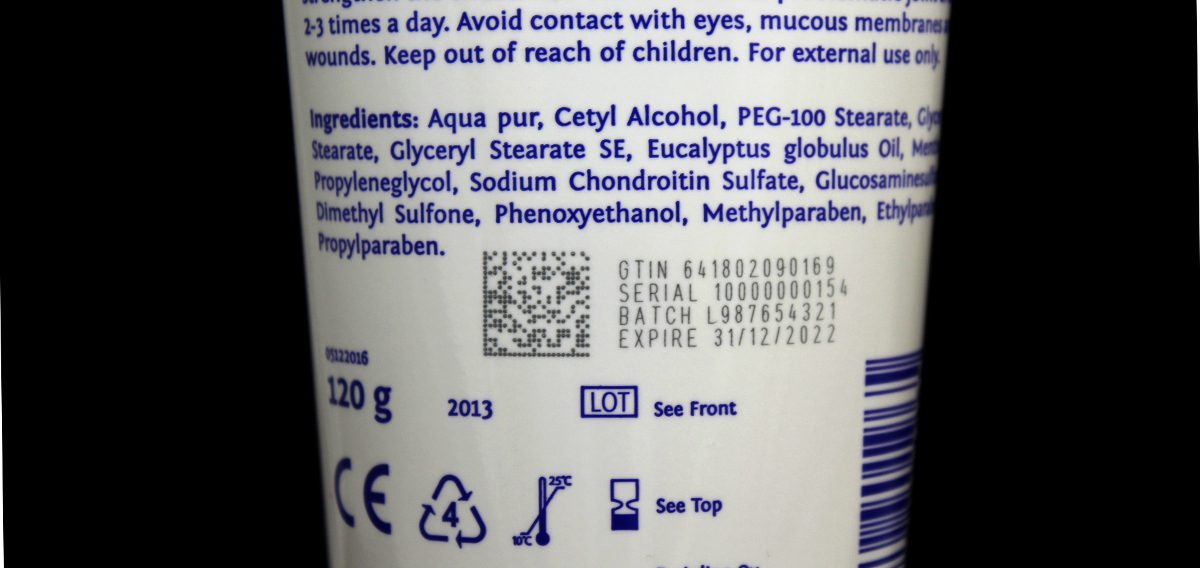 2-3 times a day. Avoid contact with eyes, mucous membranes
wounds. Keep out of reach of children. For external use only.
Ingredients: Aqua pur, Cetyl Alcohol, PEG-100 Stearate,
Stearate, Glyceryl Stearate SE, Eucalyptus globulus Oil,
Propyleneglycol, Sodium Chondroitin Sulfate,
Dimethyl Sulfone, Phenoxyethanol, Methylparaben,
Propylparaben.
GTIN 641802090169
SERIAL 10000000154
BATCH L987654321
EXPIRE 31/12/2022
05122016
120 g
2013
LOT
See Front
CE
4
25°C
10°C
See Top